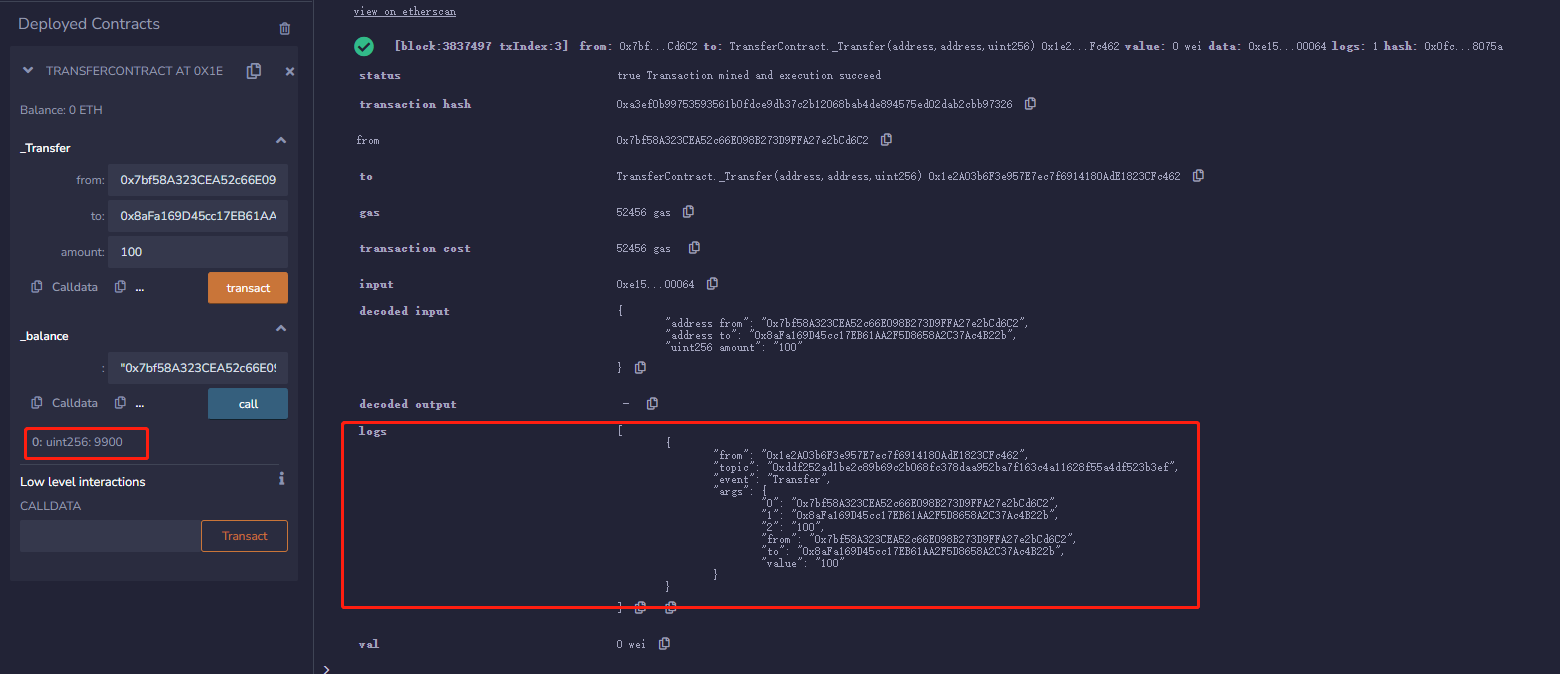 Deployed Contracts
TRANSFERCONTRACT AT 0X1E
Balance: 0 ETH
_Transfer
from: 0x7bf58A323CEA52c66E09
to: 0x8aFa169D45cc17EB61AA
amount: 100
Calldata ... transact
_balance
: "0x7bf58A323CEA52c66E09
Calldata ... call
0: uint256: 9900
Low level interactions
CALLDATA
Transact
view on etherscan
[block:3837497 txIndex:3] from: 0x7bf...Cd6C2 to: TransferContract._Transfer(address,address,uint256) 0x1e2...Fc462 value: 0 wei data: 0xe15...00064 logs: 1 hash: 0x0fc...8075a
status true Transaction mined and execution succeed
transaction hash 0xa3ef0b99753593561b0fdce9db37c2b12068bab4de894575ed02dab2cbb97326
from 0x7bf58A323CEA52c66E098B273D9FFA27e2bCd6C2
to TransferContract._Transfer(address,address,uint256) 0x1e2A03b6F3e957E7ec7f6914180AdE1823CFc462
gas 52456 gas
transaction cost 52456 gas
input 0xe15...00064
decoded input {
"address from": "0x7bf58A323CEA52c66E098B273D9FFA27e2bCd6C2",
"address to": "0x8aFa169D45cc17EB61AA2F5D8658A2C37Ac4B22b",
"uint256 amount": "100"
}
decoded output -
logs [
{
"from": "0x1e2A03b6F3e957E7ec7f6914180AdE1823CFc462",
"topic": "0xddf252ad1be2c89b69c2b068fc378daa952ba7f163c4a11628f55a4df523b3ef",
"event": "Transfer",
"args": {
"0": "0x7bf58A323CEA52c66E098B273D9FFA27e2bCd6C2",
"1": "0x8aFa169D45cc17EB61AA2F5D8658A2C37Ac4B22b",
"2": "100",
"from": "0x7bf58A323CEA52c66E098B273D9FFA27e2bCd6C2",
"to": "0x8aFa169D45cc17EB61AA2F5D8658A2C37Ac4B22b",
"value": "100"
}
}
]
val 0 wei
>